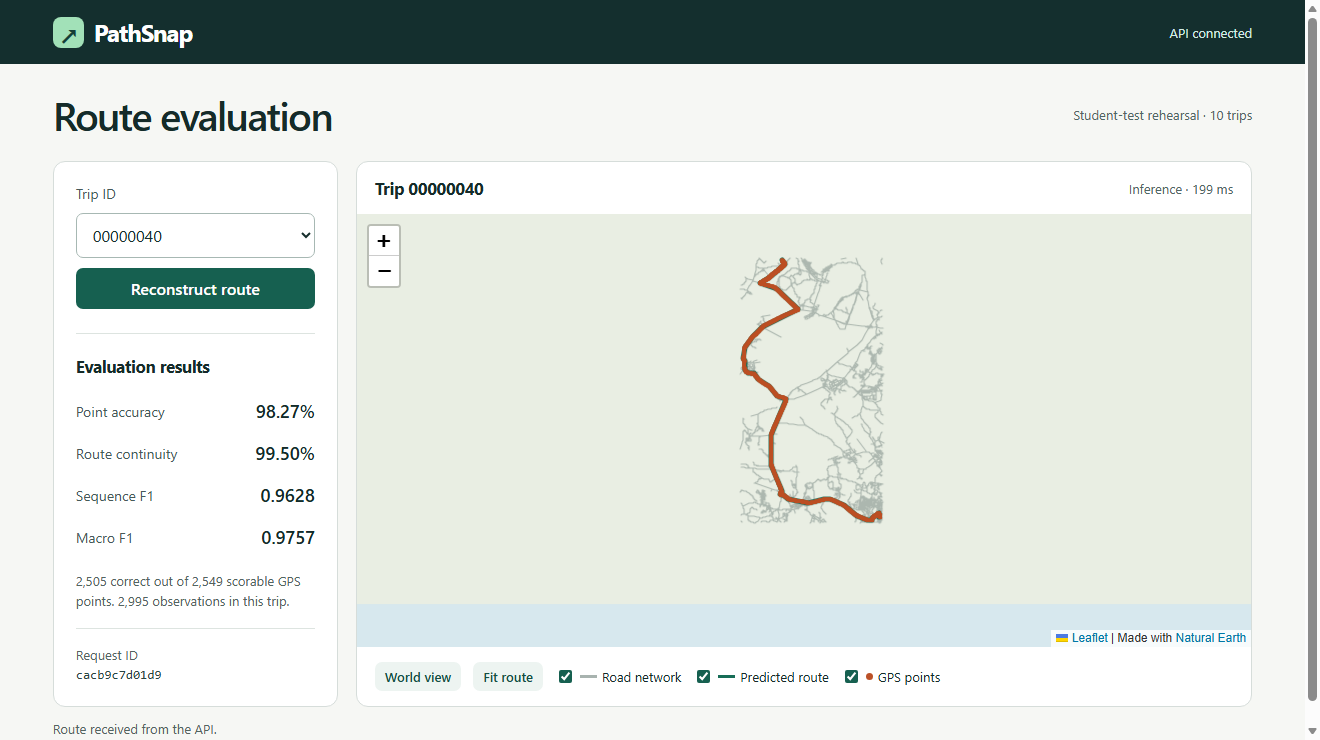 PathSnap
API connected
Route evaluation
Student-test rehearsal · 10 trips
Trip ID
00000040
Reconstruct route
Evaluation results
Point accuracy 98.27%
Route continuity 99.50%
Sequence F1 0.9628
Macro F1 0.9757
2,505 correct out of 2,549 scorable GPS
points. 2,995 observations in this trip.
Request ID
cacb9c7d01d9
Trip 00000040
Inference · 199 ms
+
−
Leaflet | Made with Natural Earth
World view
Fit route
Road network
Predicted route
GPS points
Route received from the API.